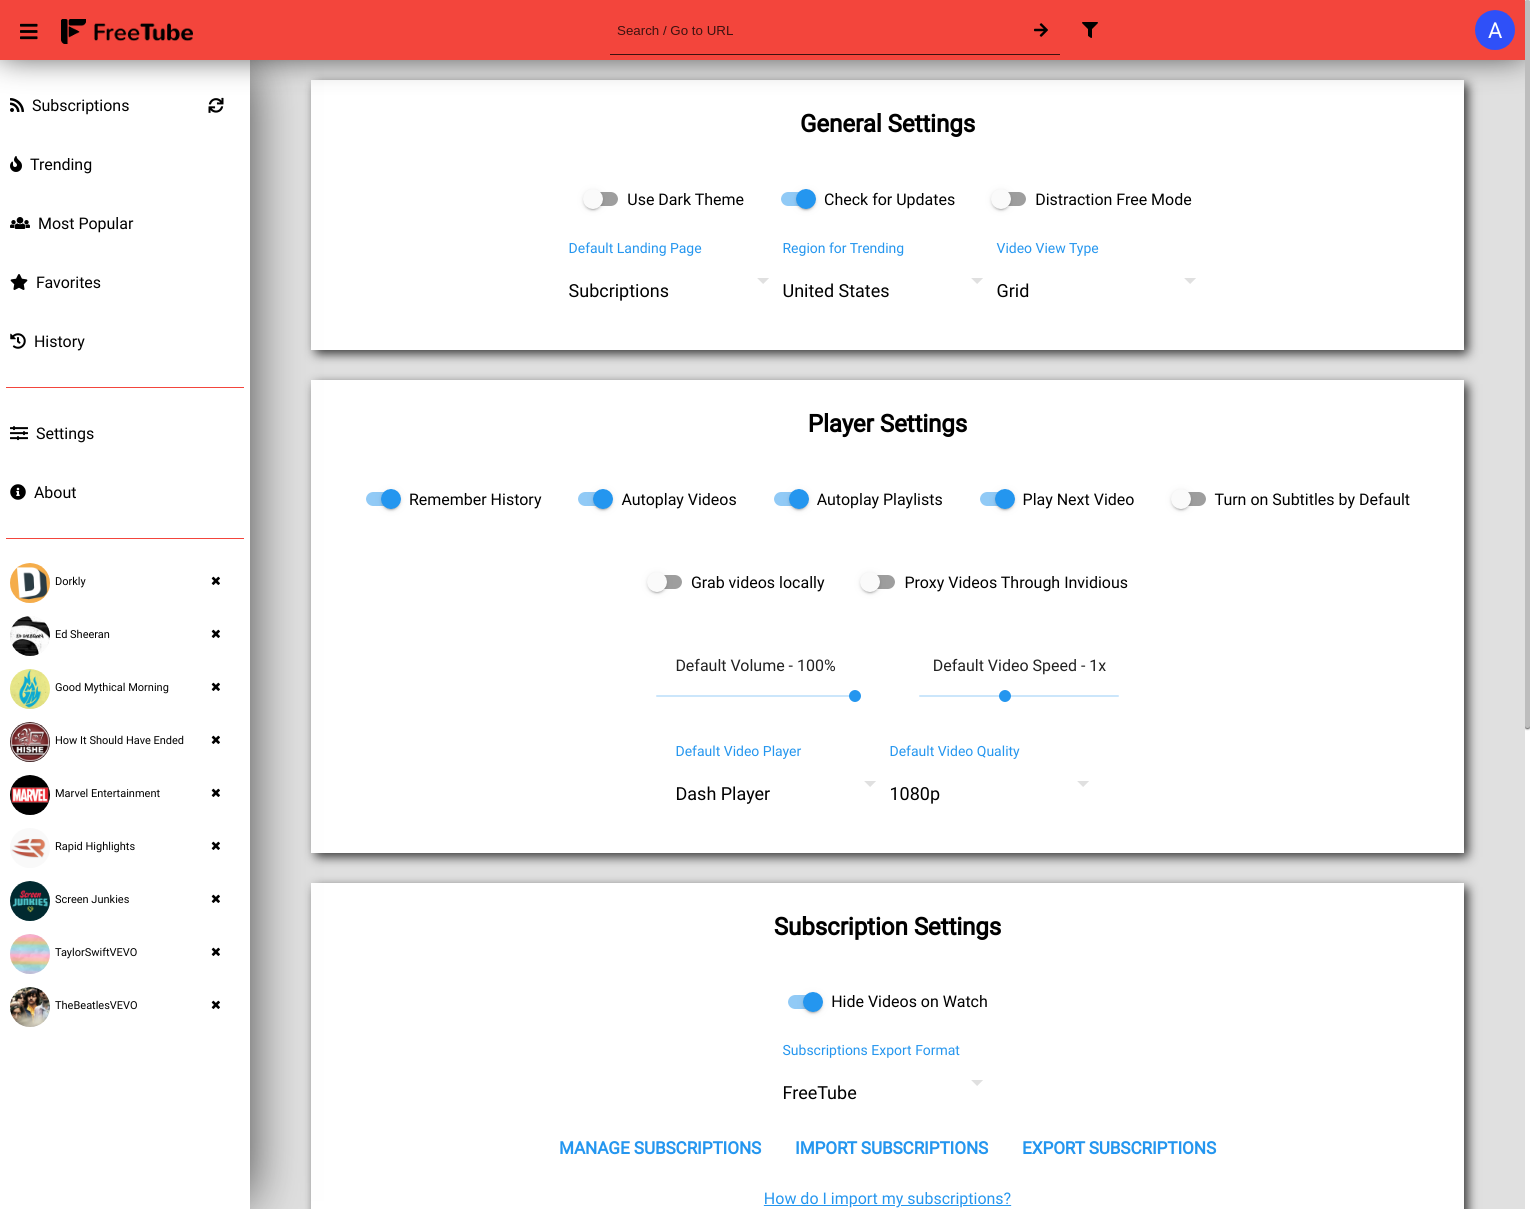 FreeTube
Search / Go to URL
A
Subscriptions
Trending
Most Popular
Favorites
History
Settings
About
Dorkly
Ed Sheeran
Good Mythical Morning
How It Should Have Ended
Marvel Entertainment
Rapid Highlights
Screen Junkies
TaylorSwiftVEVO
TheBeatlesVEVO
D
HISHE
MARVEL
Screen
JUNKIES
General Settings
Use Dark Theme Check for Updates Distraction Free Mode
Default Landing Page Region for Trending Video View Type
Subcriptions United States Grid
Player Settings
Remember History Autoplay Videos Autoplay Playlists Play Next Video Turn on Subtitles by Default
Grab videos locally Proxy Videos Through Invidious
Default Volume - 100% Default Video Speed - 1x
Default Video Player Default Video Quality
Dash Player 1080p
Subscription Settings
Hide Videos on Watch
Subscriptions Export Format
FreeTube
MANAGE SUBSCRIPTIONS IMPORT SUBSCRIPTIONS EXPORT SUBSCRIPTIONS
How do I import my subscriptions?